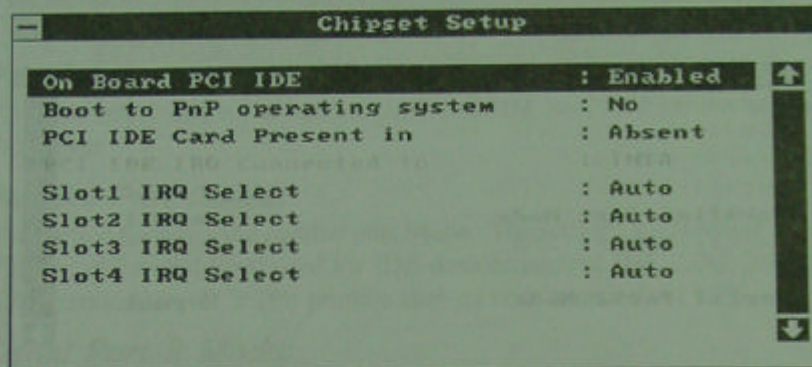 Chipset Setup
On Board PCI IDE : Enabled
Boot to PnP operating system : No
PCI IDE Card Present in : Absent
Slot1 IRQ Select : Auto
Slot2 IRQ Select : Auto
Slot3 IRQ Select : Auto
Slot4 IRQ Select : Auto